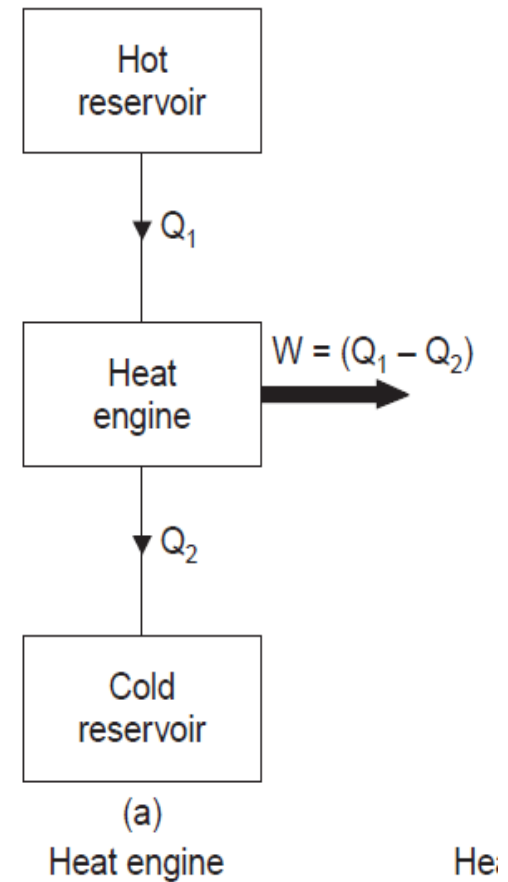 Hot
reservoir
Q₁
Heat
engine
W = (Q₁ – Q₂)
Q₂
Cold
reservoir
(a)
Heat engine